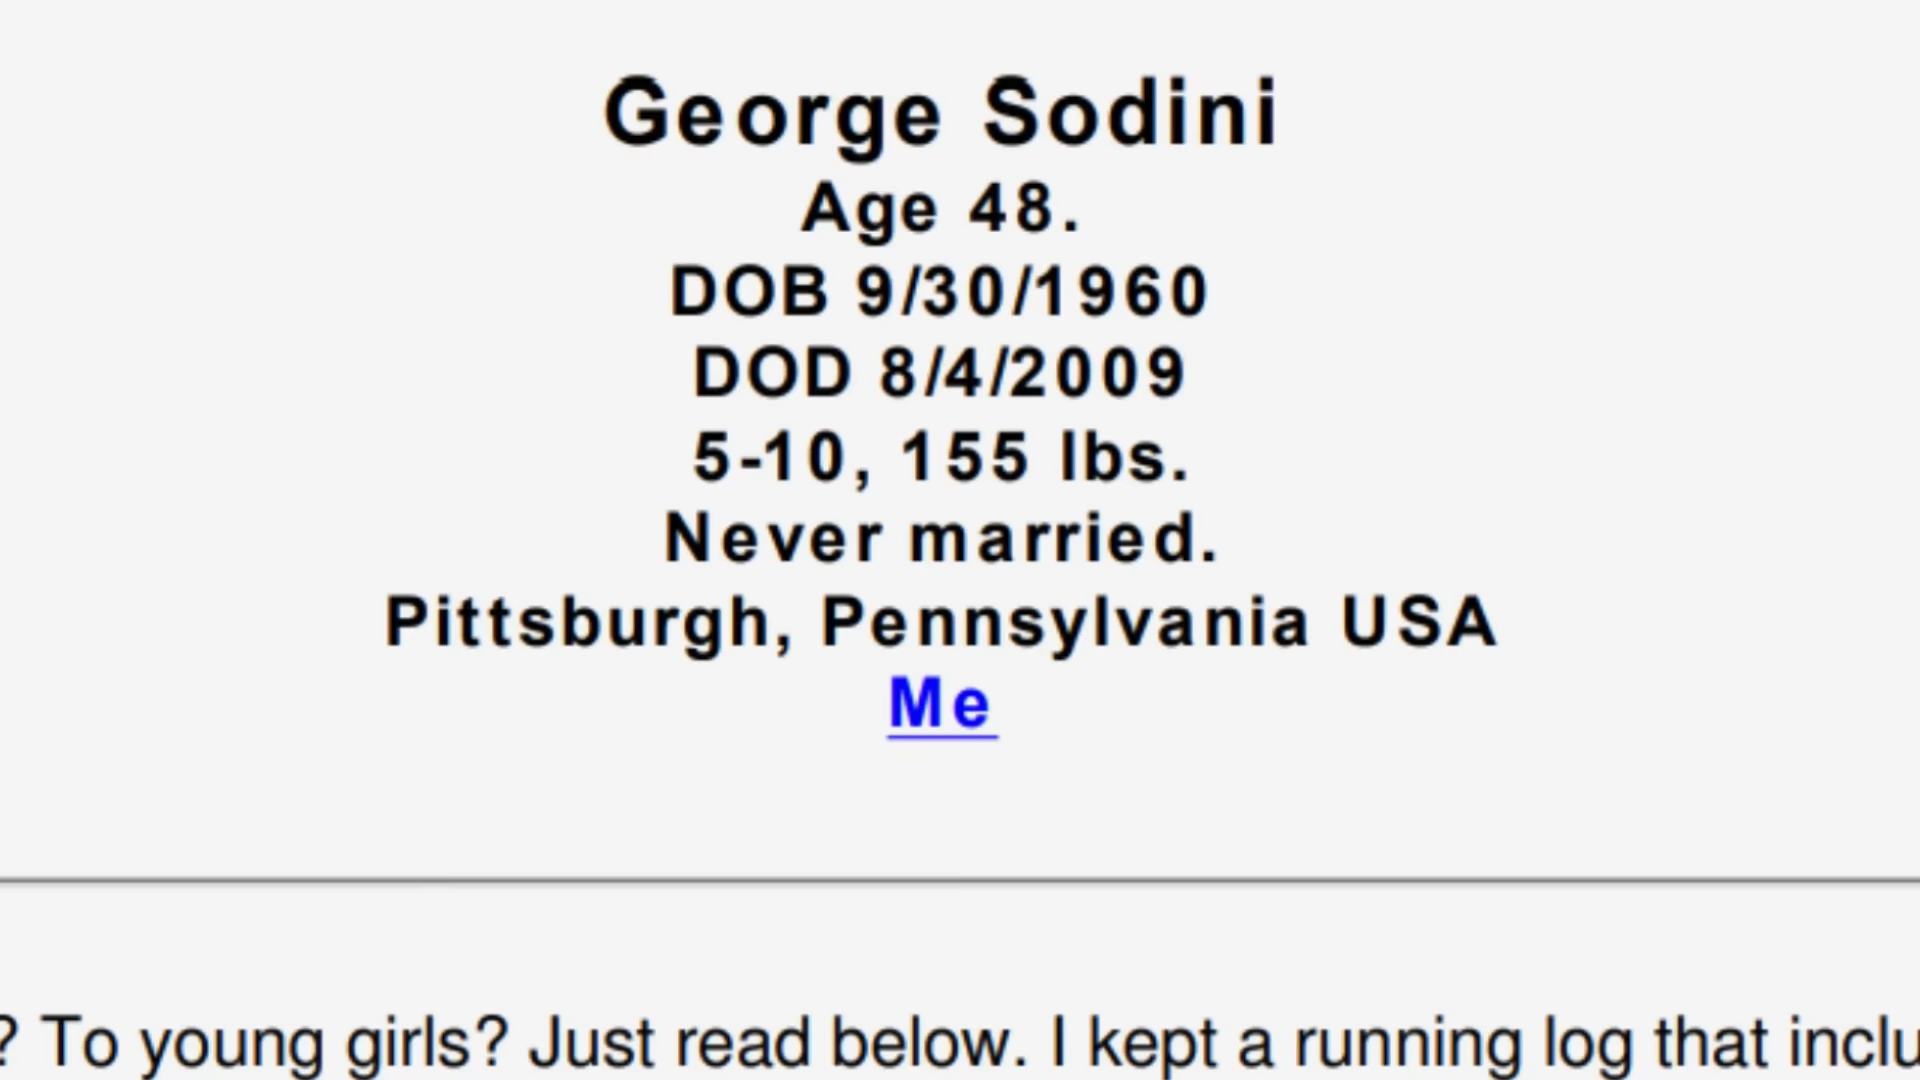 George Sodini
Age 48.
DOB 9/30/1960
DOD 8/4/2009
5-10, 155 lbs.
Never married.
Pittsburgh, Pennsylvania USA
Me
? To young girls? Just read below. I kept a running log that